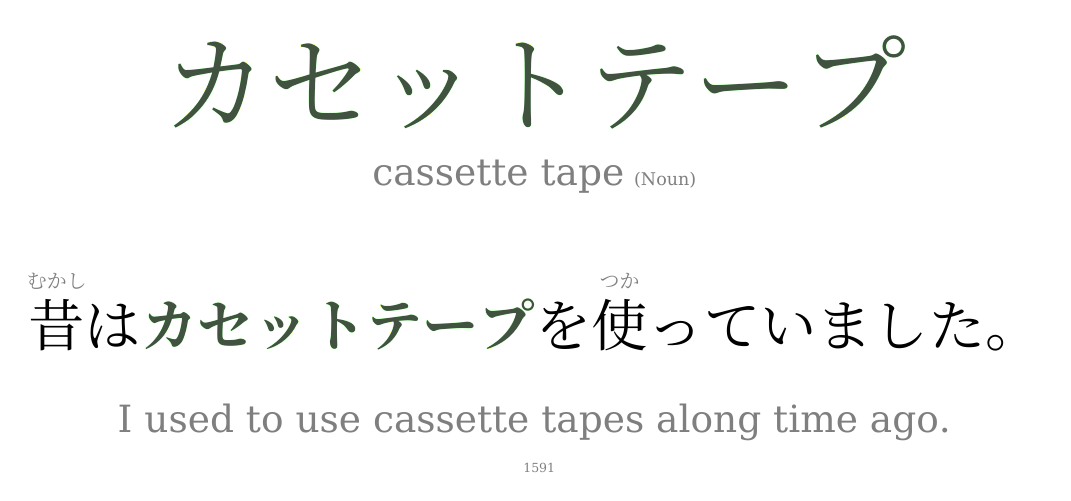 カセットテープ
cassette tape (Noun)
むかし つか
昔はカセットテープを使っていました。
I used to use cassette tapes along time ago.
1591